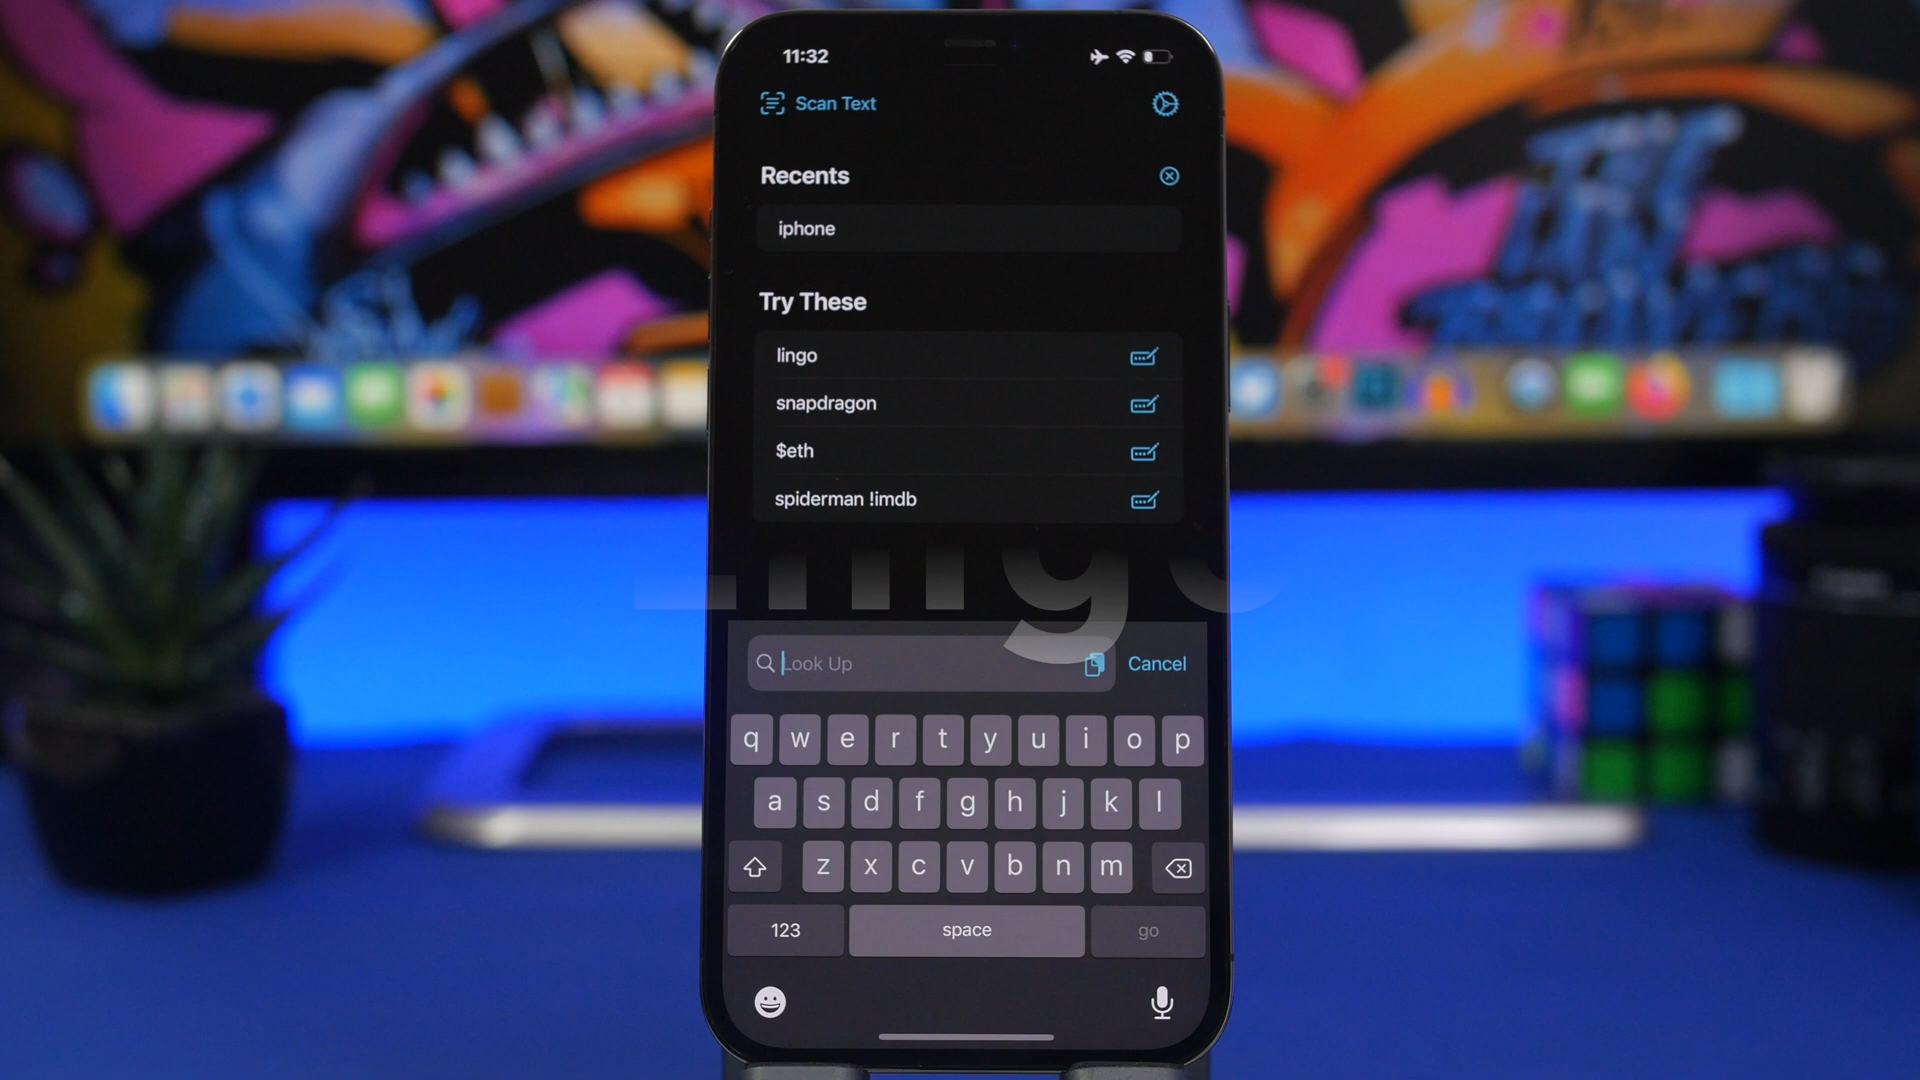 11:32
Scan Text
Recents
iphone
Try These
lingo
snapdragon
$eth
spiderman !imdb
Lingo
Look Up
Cancel
q w e r t y u i o p
a s d f g h j k l
z x c v b n m
123 space go